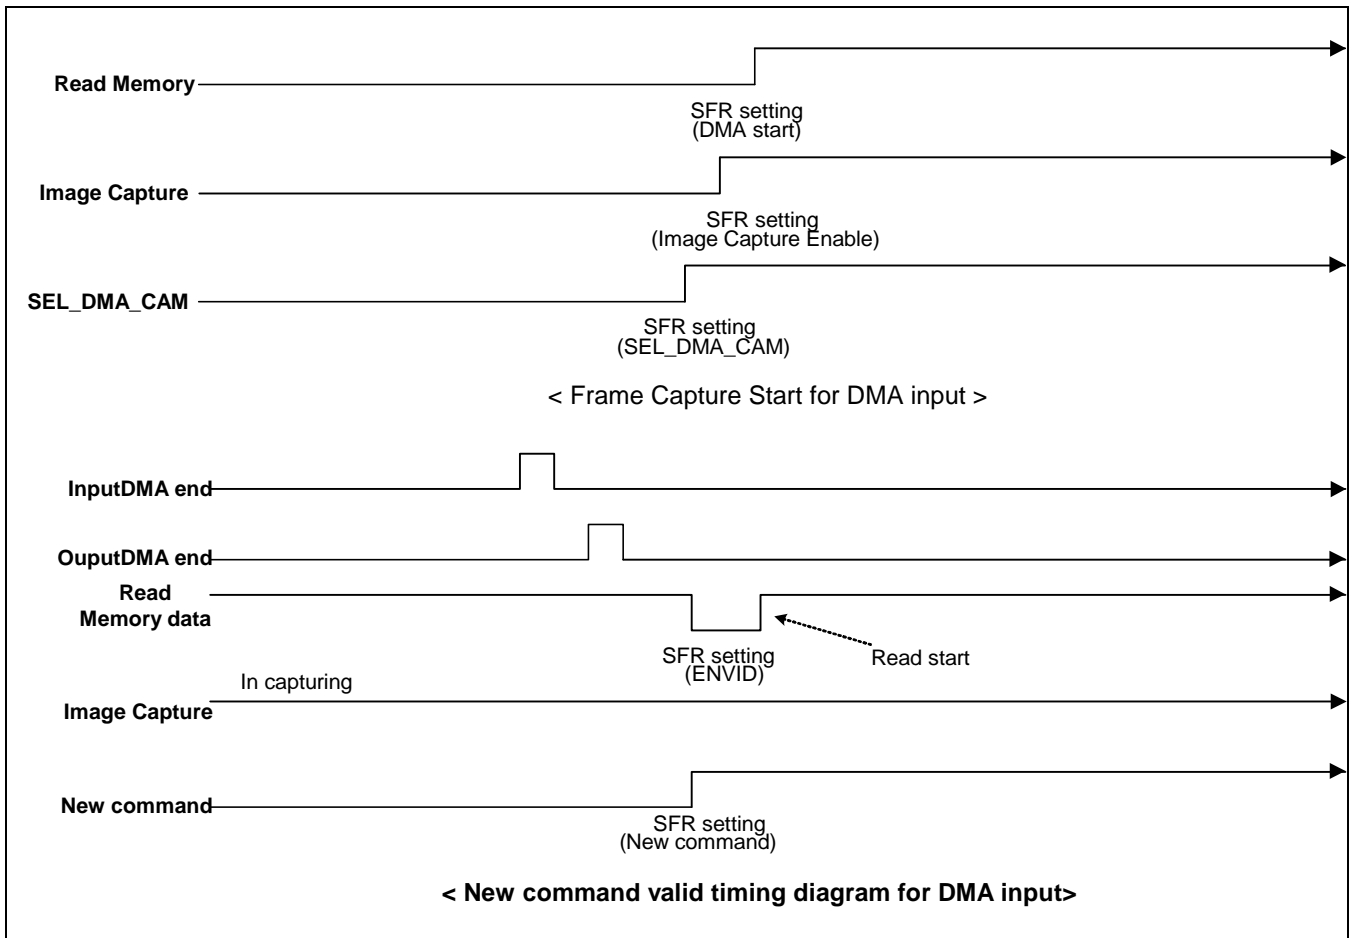 Read Memory
SFR setting
(DMA start)
Image Capture
SFR setting
(Image Capture Enable)
SEL_DMA_CAM
SFR setting
(SEL_DMA_CAM)
< Frame Capture Start for DMA input >
InputDMA end
OuputDMA end
Read
Memory data
SFR setting
(ENVID)
Read start
In capturing
Image Capture
New command
SFR setting
(New command)
< New command valid timing diagram for DMA input>